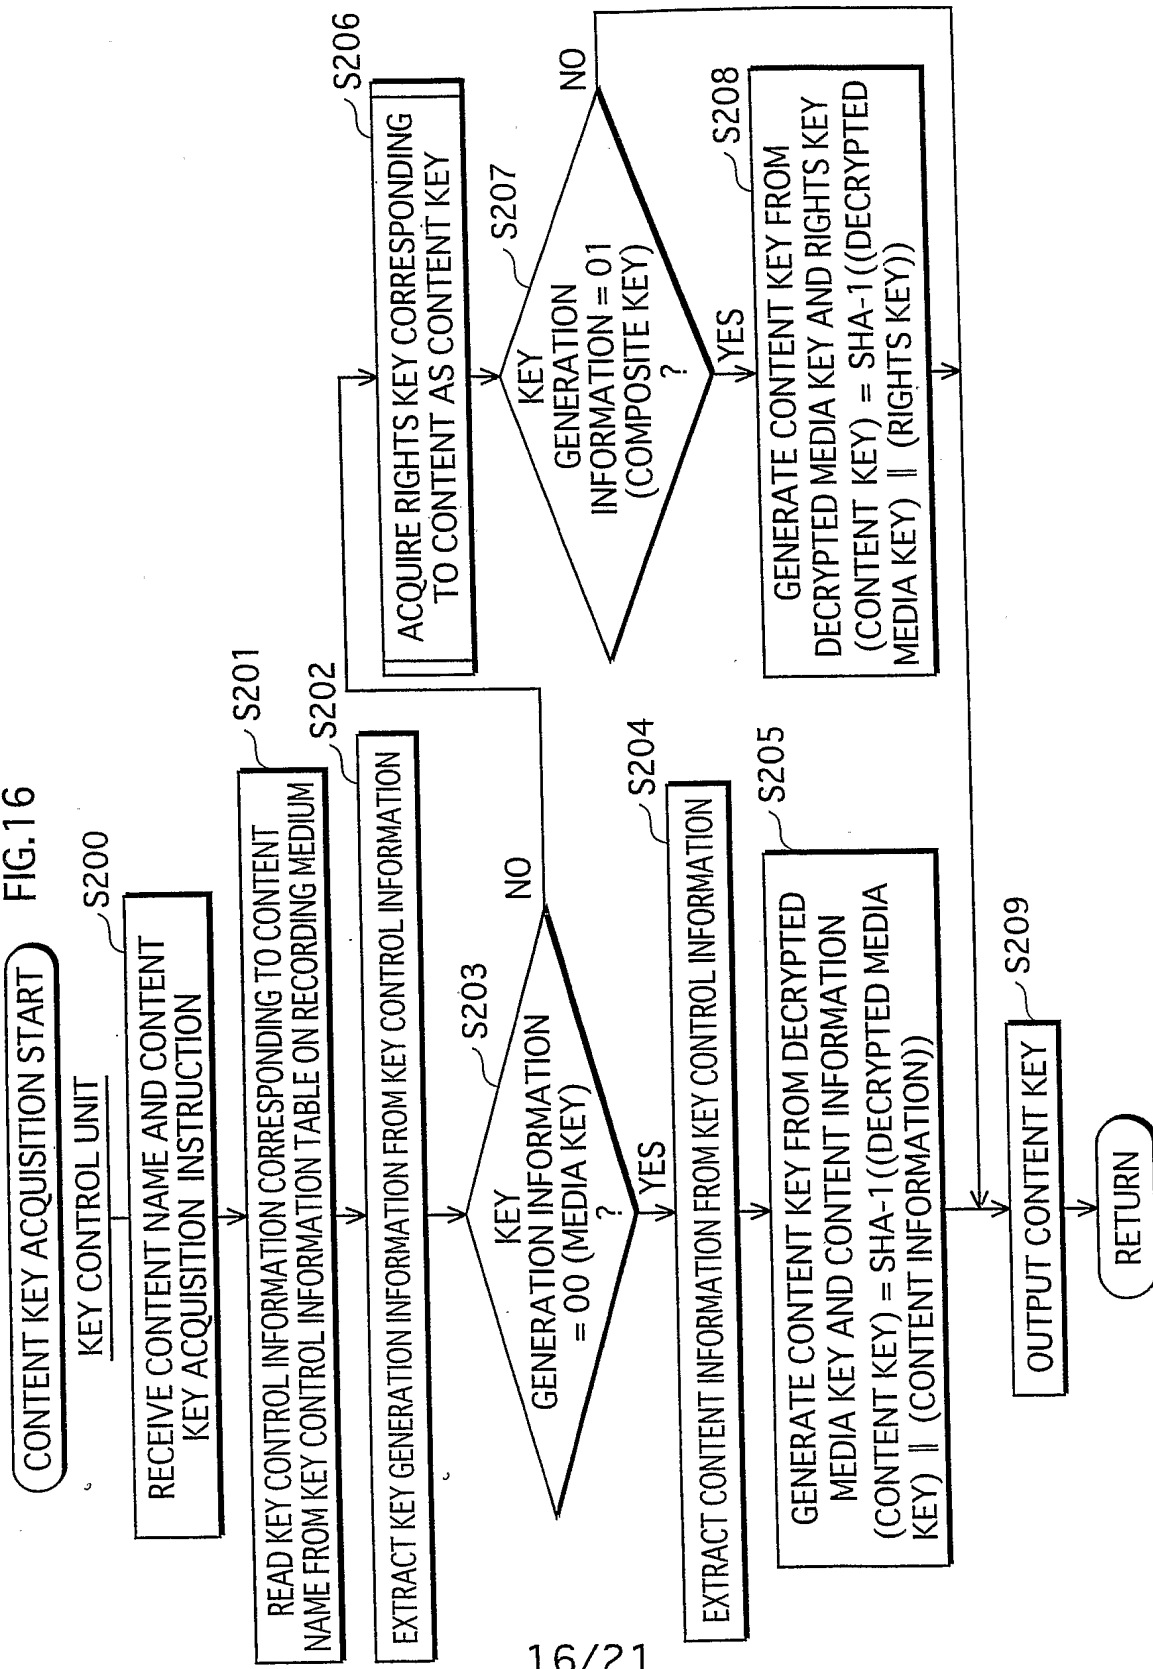 FIG.16
CONTENT KEY ACQUISITION START
KEY CONTROL UNIT
S200
RECEIVE CONTENT NAME AND CONTENT
KEY ACQUISITION INSTRUCTION
S201
READ KEY CONTROL INFORMATION CORRESPONDING TO CONTENT
NAME FROM KEY CONTROL INFORMATION TABLE ON RECORDING MEDIUM
S202
EXTRACT KEY GENERATION INFORMATION FROM KEY CONTROL INFORMATION
S203
KEY
GENERATION INFORMATION
= 00 (MEDIA KEY)
?
NO
YES
S204
EXTRACT CONTENT INFORMATION FROM KEY CONTROL INFORMATION
S205
GENERATE CONTENT KEY FROM DECRYPTED
MEDIA KEY AND CONTENT INFORMATION
(CONTENT KEY) = SHA-1((DECRYPTED MEDIA
KEY) || (CONTENT INFORMATION))
S206
ACQUIRE RIGHTS KEY CORRESPONDING
TO CONTENT AS CONTENT KEY
S207
KEY
GENERATION
INFORMATION = 01
(COMPOSITE KEY)
?
NO
YES
S208
GENERATE CONTENT KEY FROM
DECRYPTED MEDIA KEY AND RIGHTS KEY
(CONTENT KEY) = SHA-1((DECRYPTED
MEDIA KEY) || (RIGHTS KEY))
S209
OUTPUT CONTENT KEY
RETURN
16/21